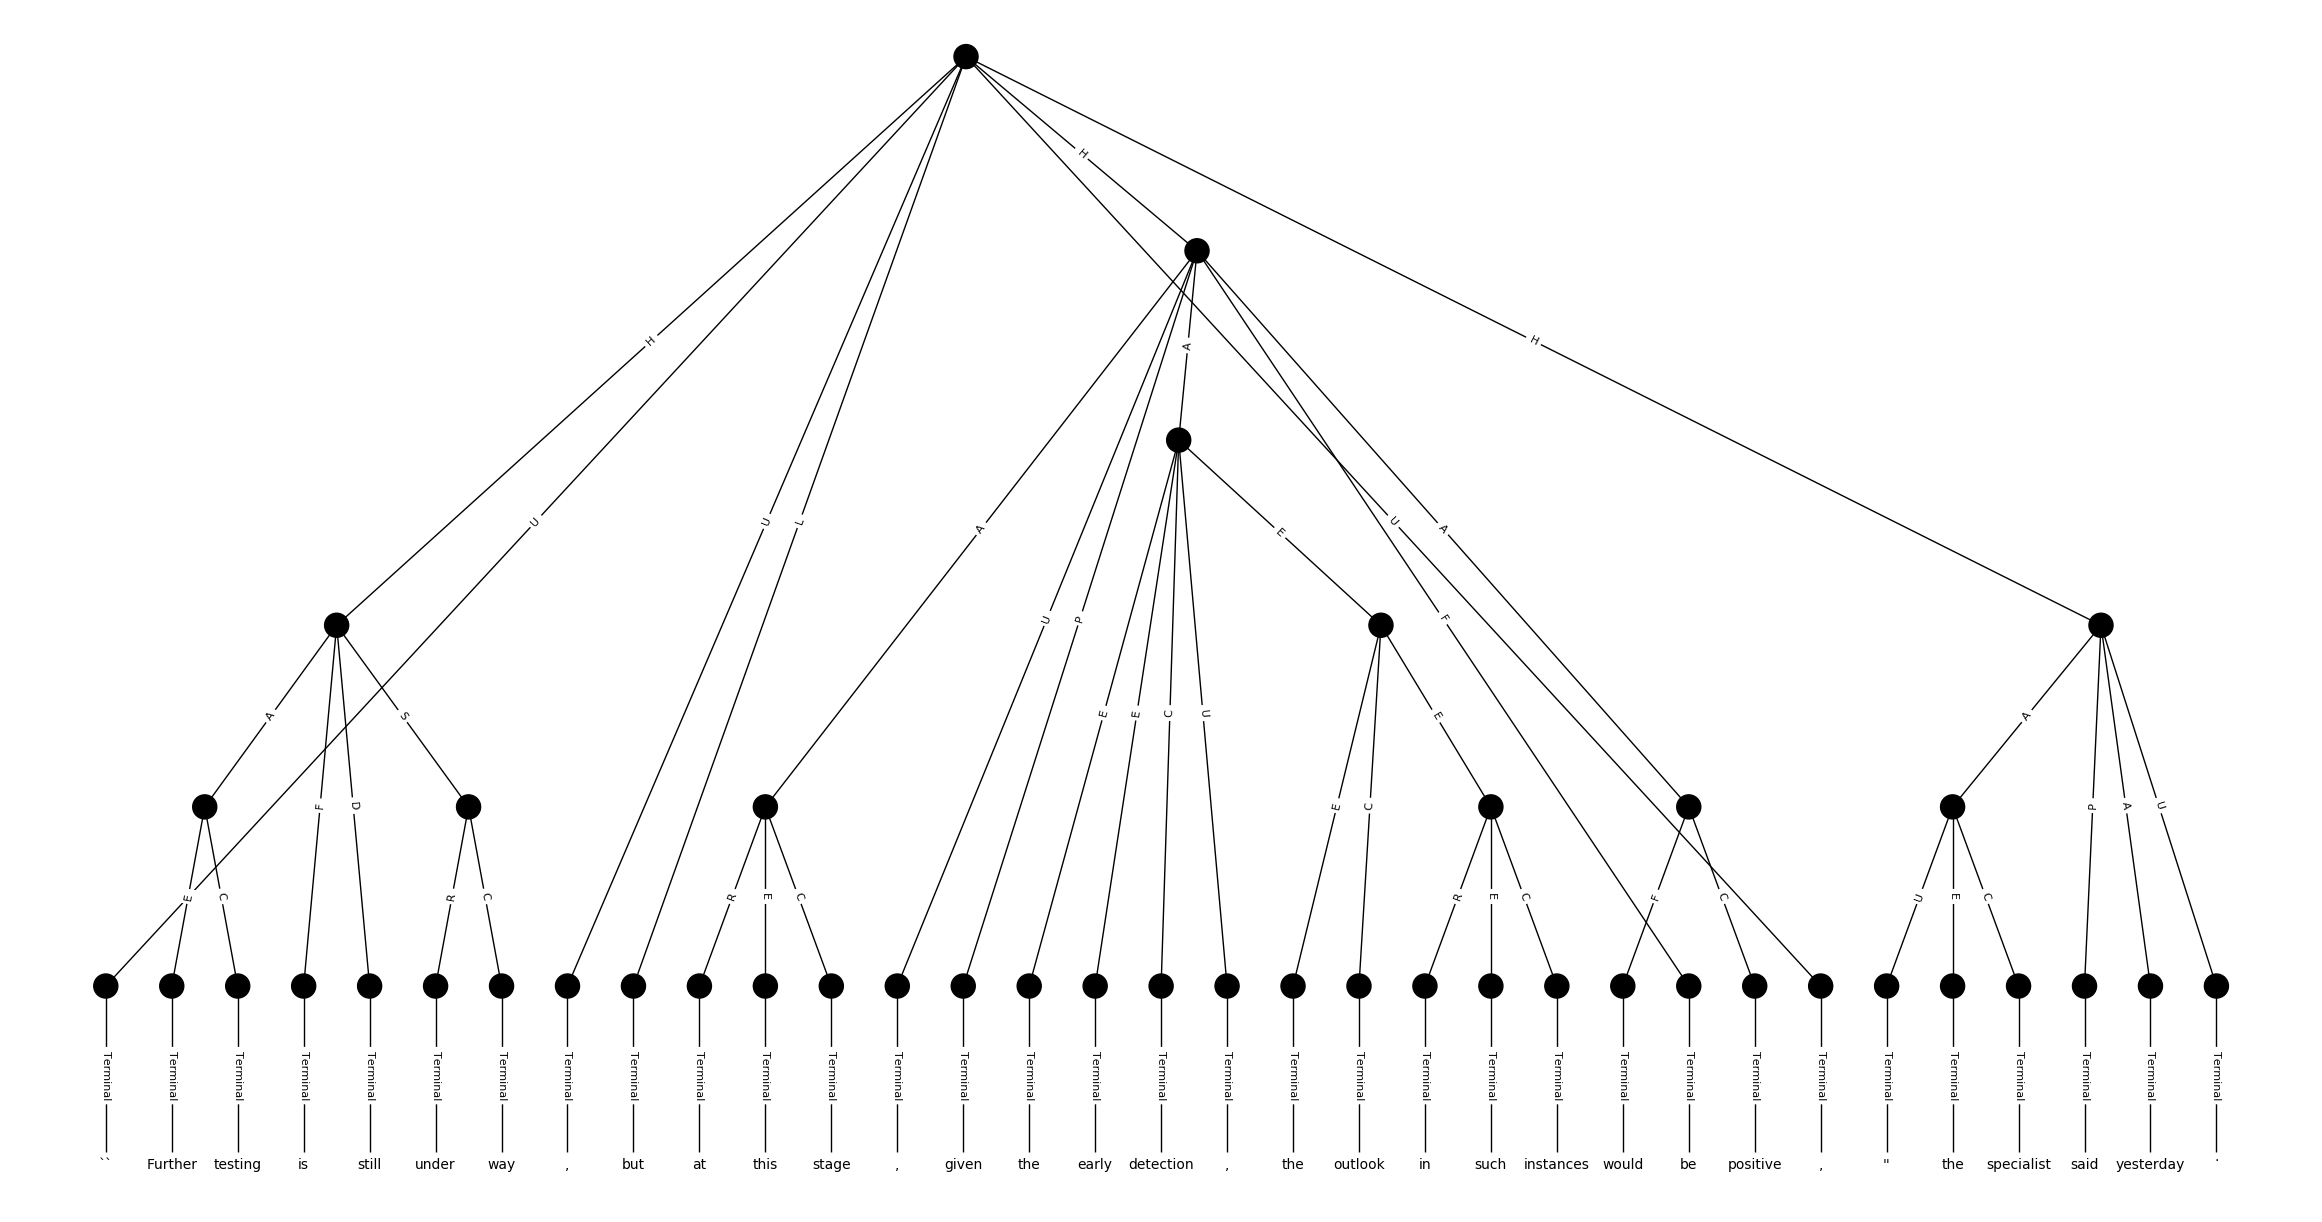 H
H
H
A
U
U
L
A
E
A
U
A
F
U
P
A
S
E
E
C
U
E
A
F
D
E
C
P
A
U
E
C
R
C
R
E
C
R
E
C
F
C
U
E
C
Terminal Terminal Terminal Terminal Terminal Terminal Terminal Terminal Terminal Terminal Terminal Terminal Terminal Terminal Terminal Terminal Terminal Terminal Terminal Terminal Terminal Terminal Terminal Terminal Terminal Terminal Terminal Terminal Terminal Terminal Terminal Terminal Terminal
`` Further testing is still under way , but at this stage , given the early detection , the outlook in such instances would be positive , " the specialist said yesterday .